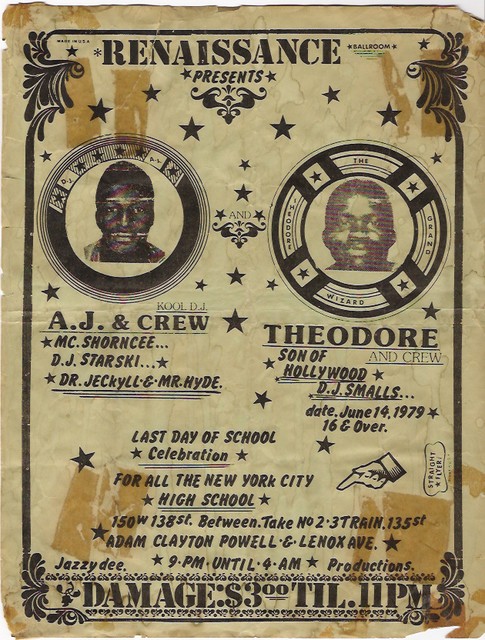 MADE IN U.S.A
RENAISSANCE
BALLROOM
PRESENTS
AND
THE
THEODORE
GRAND
WIZARD
KOOL D.J.
A.J. & CREW
MC. SHORNCEE...
D.J. STARSKI...
DR. JECKYLL & MR. HYDE.
THEODORE
AND CREW
SON OF
HOLLYWOOD
D.J. SMALLS...
date. June 14, 1979
16 & Over.
LAST DAY OF SCHOOL
Celebration
FOR ALL THE NEW YORK CITY
HIGH SCHOOL
STRAIGHT
FLYER!
150W 138st. Between. Take No 2·3 TRAIN. 135st
ADAM CLAYTON POWELL·&·LENOX AVE.
Jazzy dee. 9·PM·UNTIL·4·AM Productions.
DAMAGE:$3.00 TIL. 11PM